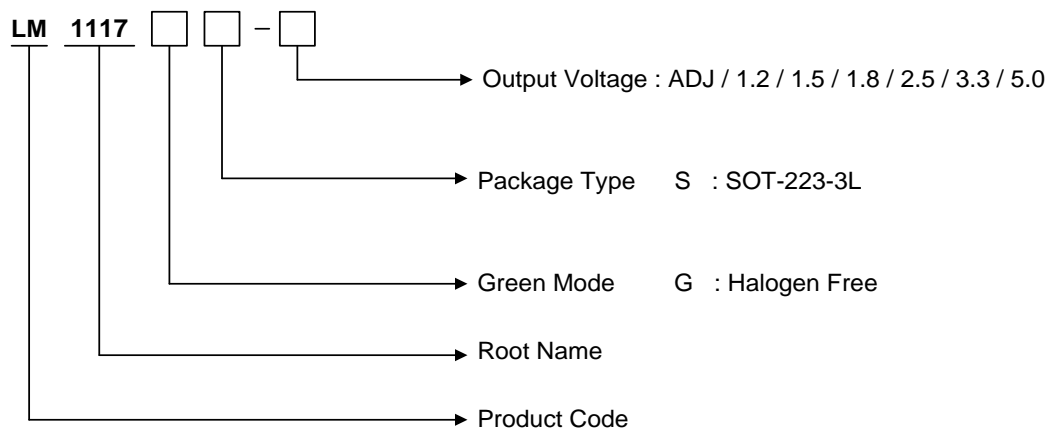 LM 1117 –
Output Voltage : ADJ / 1.2 / 1.5 / 1.8 / 2.5 / 3.3 / 5.0
Package Type S : SOT-223-3L
Green Mode G : Halogen Free
Root Name
Product Code